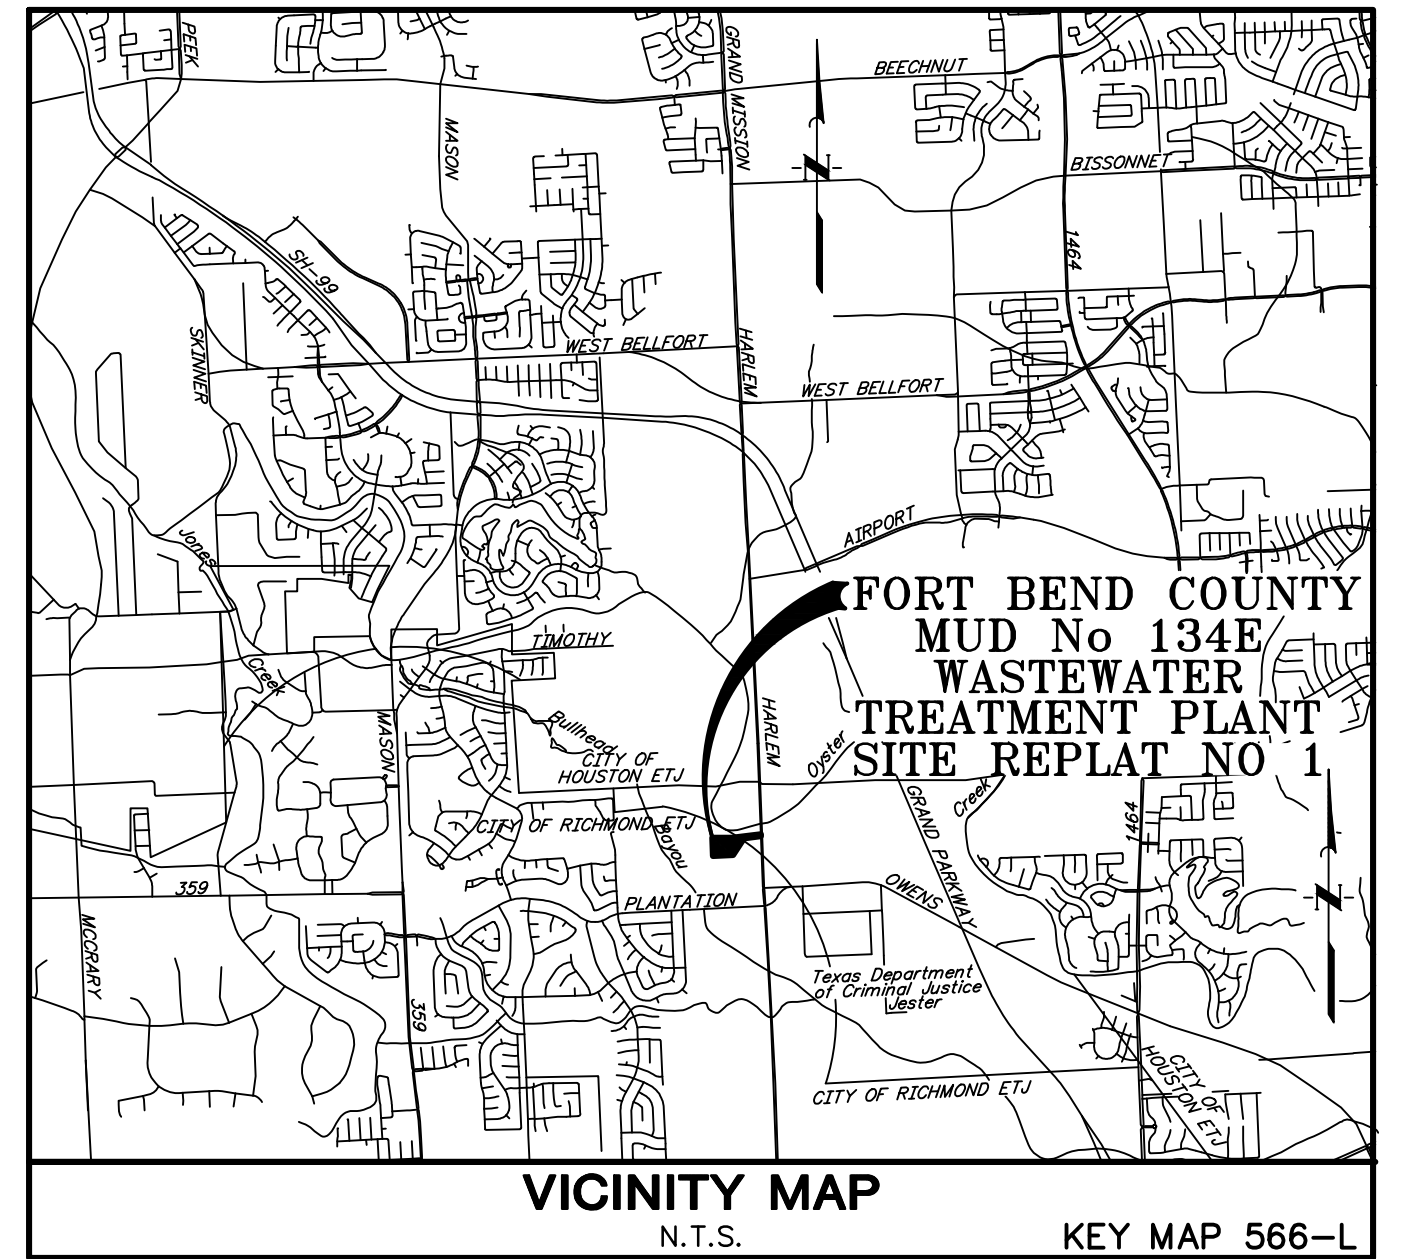 PEEK
GRAND MISSION
BEECHNUT
MASON
BISSONNET
1464
SH-99
SKINNER
WEST BELLFORT
HARLEM
WEST BELLFORT
AIRPORT
Jones
Creek
FORT BEND COUNTY
MUD No 134E
WASTEWATER
TREATMENT PLANT
SITE REPLAT NO 1
TIMOTHY
MASON
Bullhead
Bayou
HARLEM
Oyster
Creek
CITY OF
HOUSTON ETJ
CITY OF RICHMOND ETJ
GRAND PARKWAY
1464
359
PLANTATION
OWENS
MCCRARY
359
Texas Department
of Criminal Justice
Jester
CITY OF RICHMOND ETJ
CITY OF
HOUSTON ETJ
N
N
VICINITY MAP
N.T.S.
KEY MAP 566-L